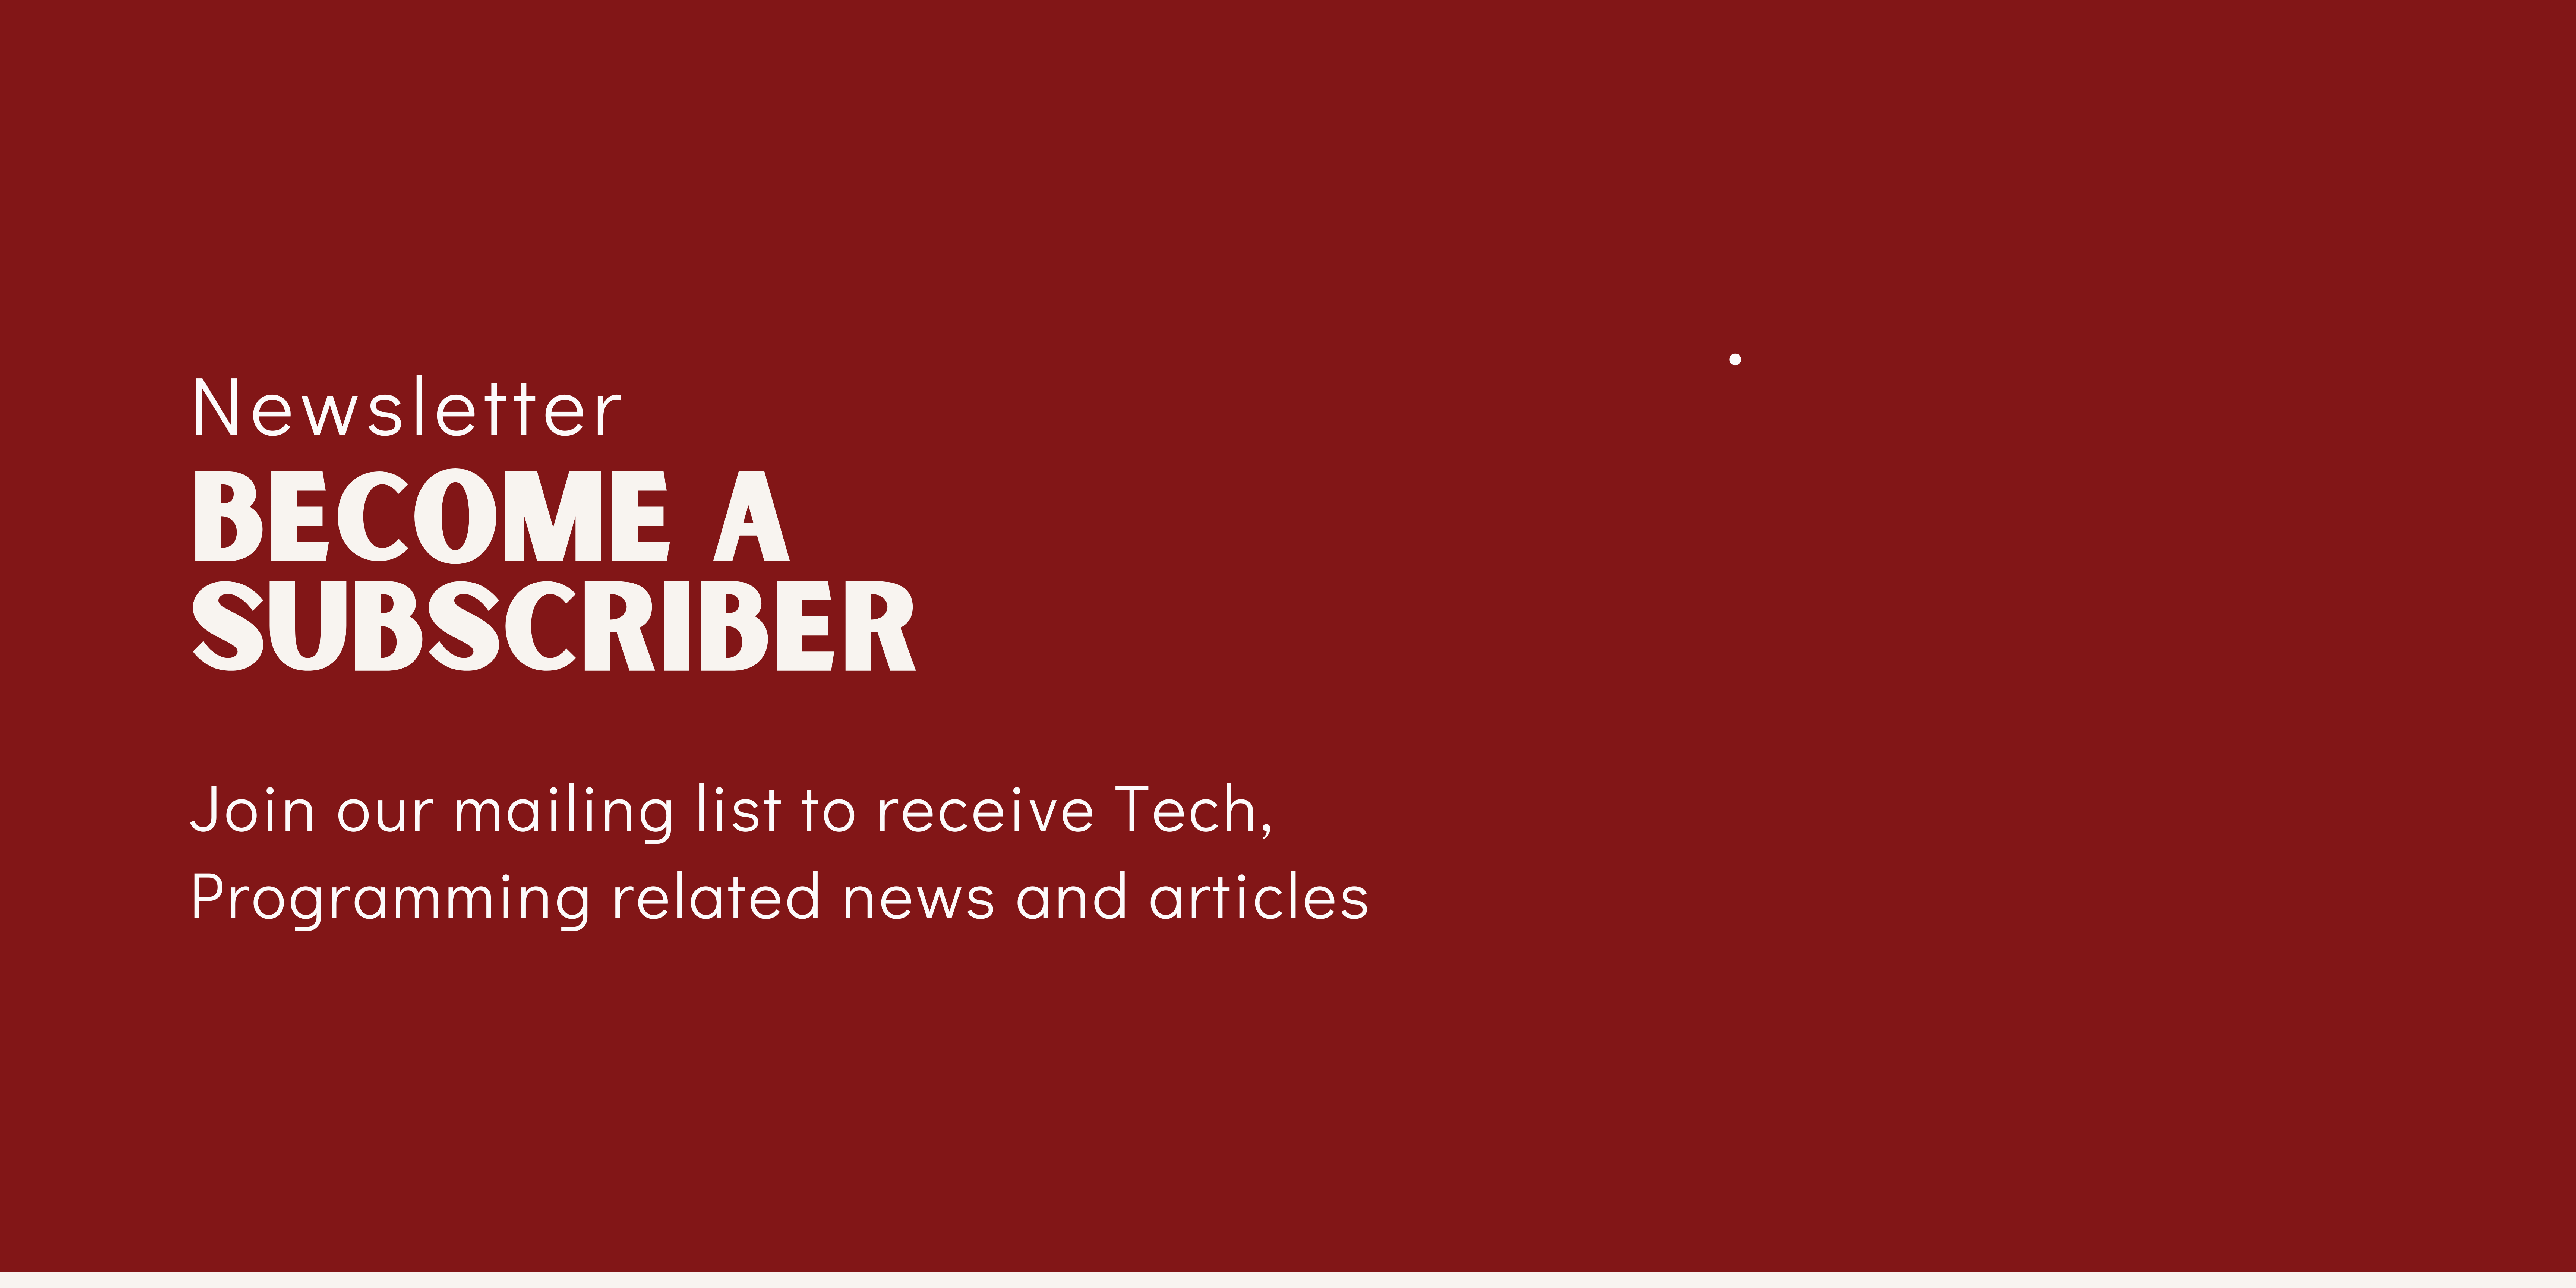 Newsletter
BECOME A
SUBSCRIBER
Join our mailing list to receive Tech,
Programming related news and articles